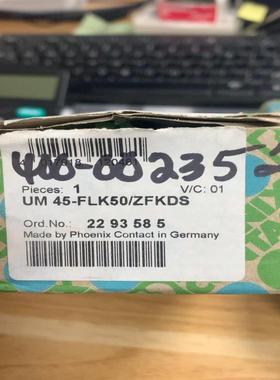 400-00235
Pieces: 1 V/C: 01
UM 45-FLK50/ZFKDS
Ord.No.: 22 93 58 5
Made by Phoenix Contact in Germany